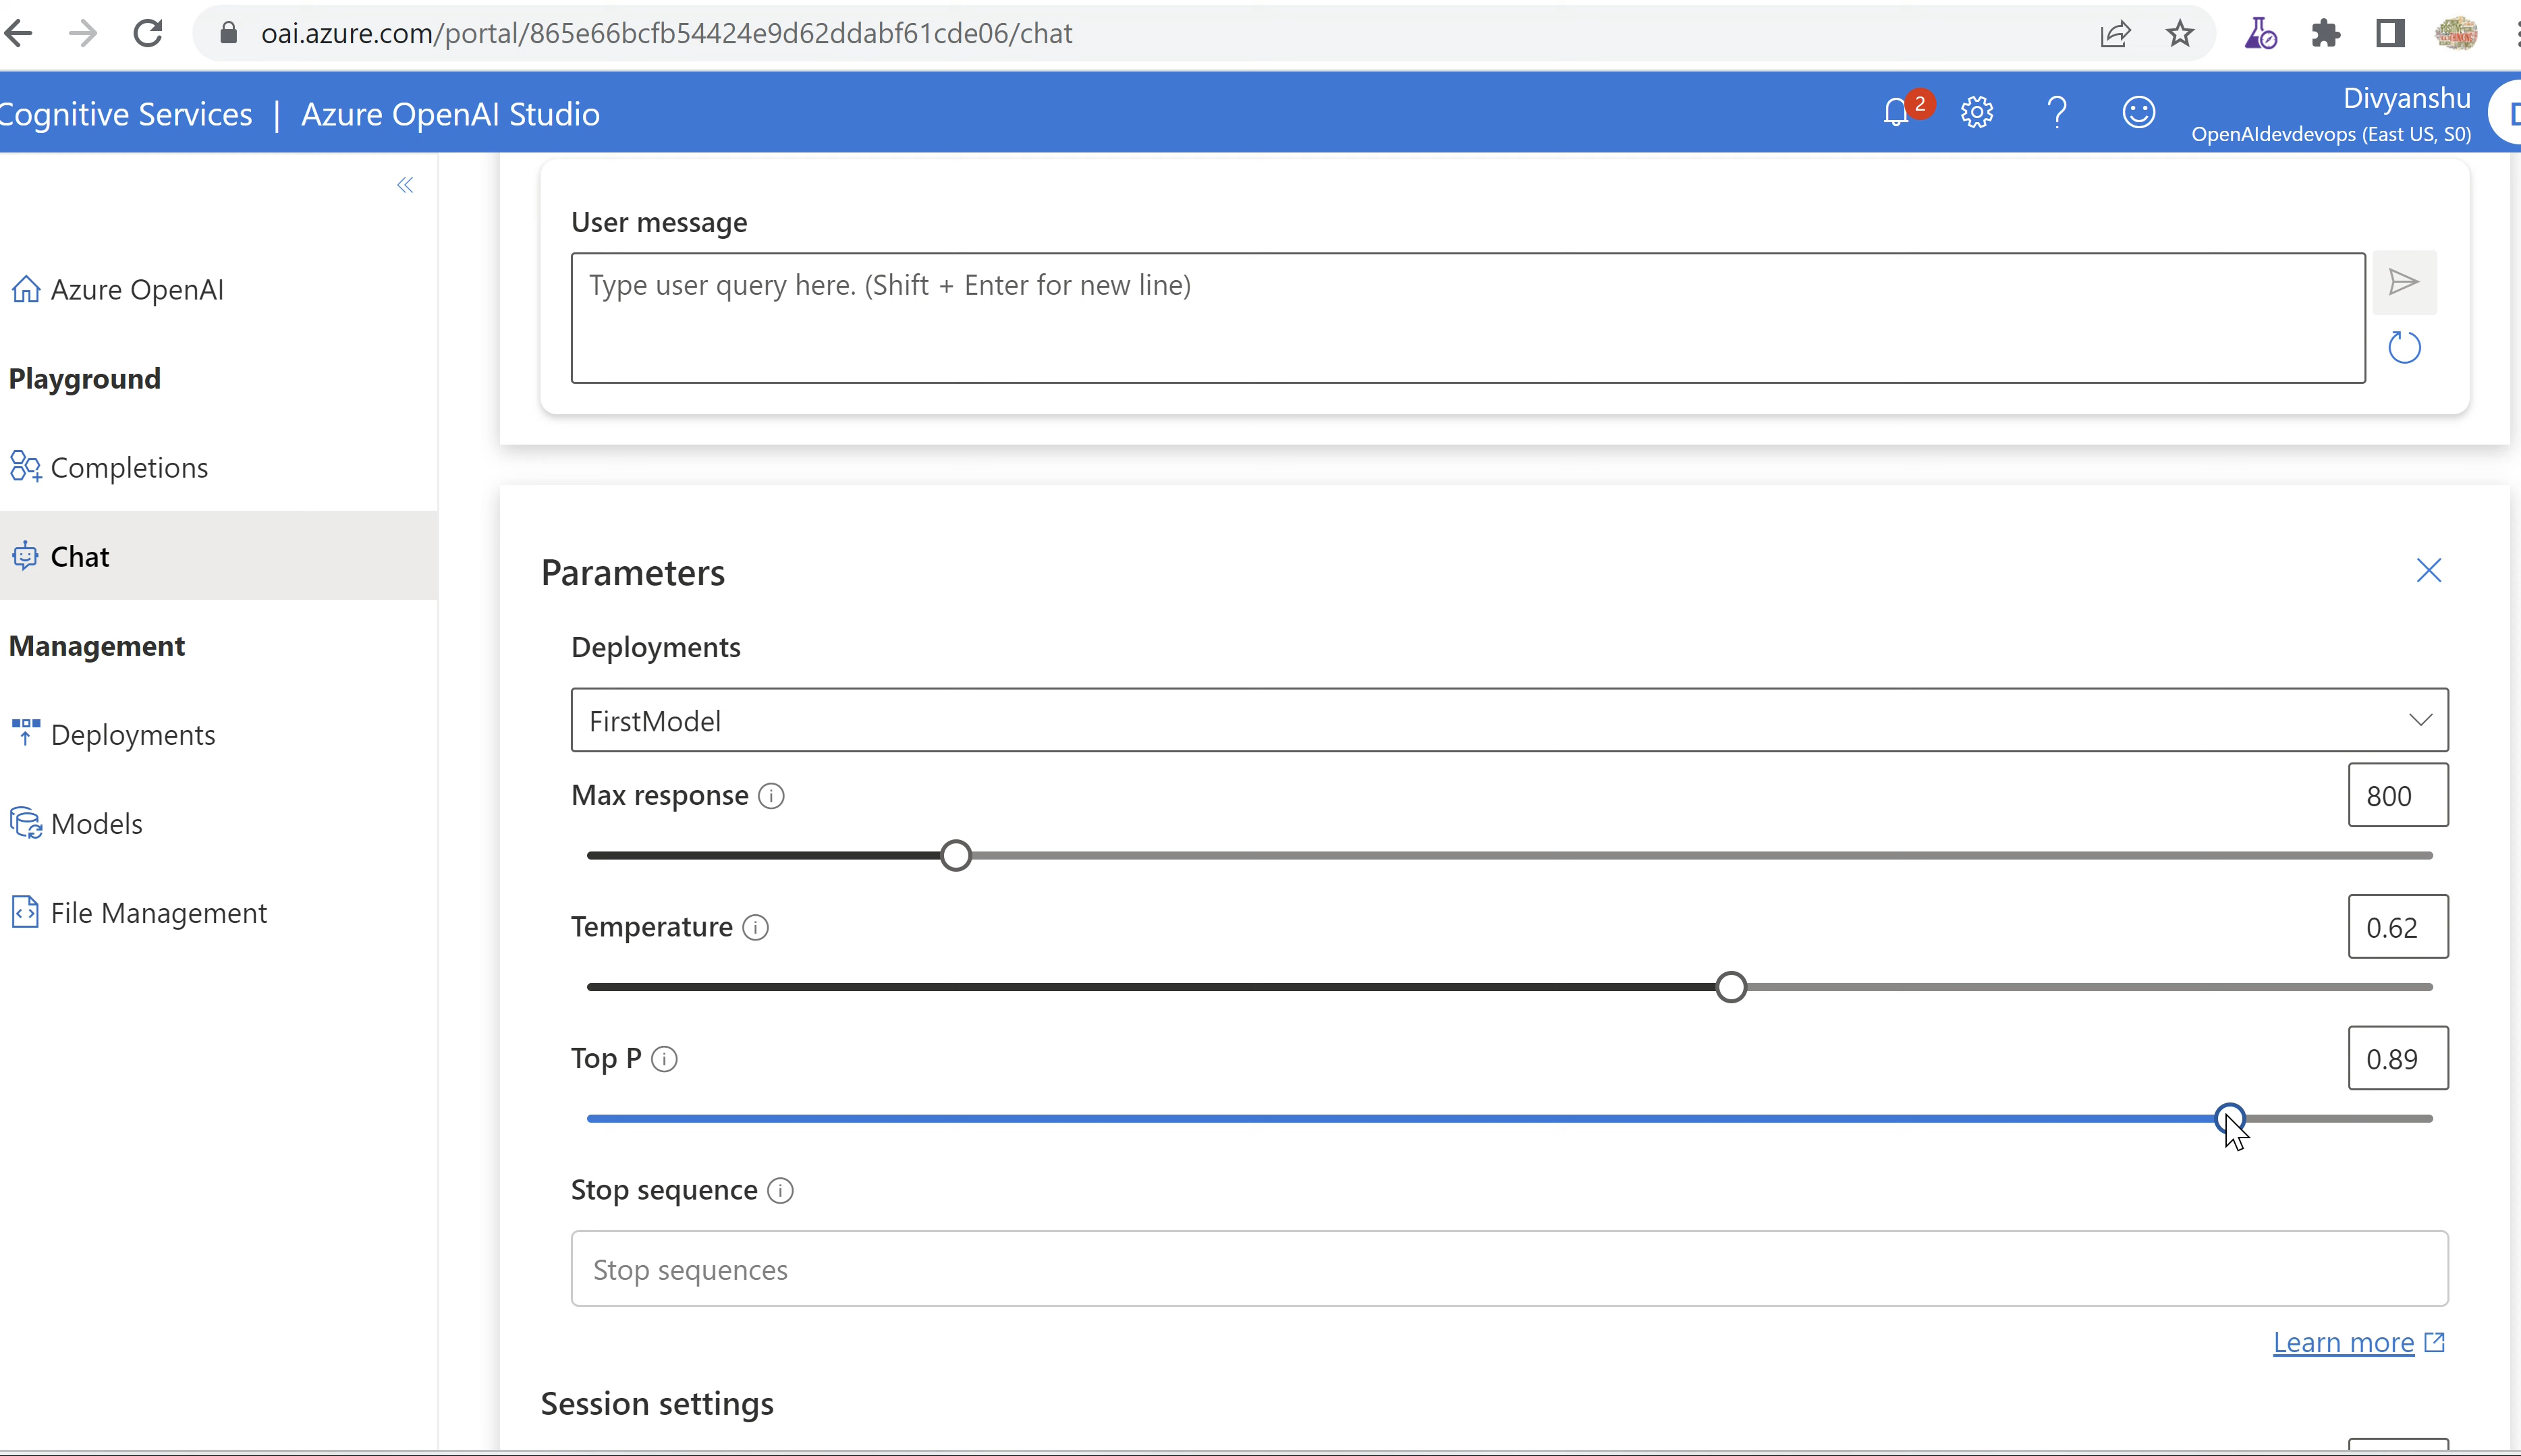 oai.azure.com/portal/865e66bcfb54424e9d62ddabf61cde06/chat
Cognitive Services | Azure OpenAI Studio
2
Divyanshu
OpenAIdevdevops (East US, S0)
Azure OpenAI
Playground
Completions
Chat
Management
Deployments
Models
File Management
User message
Type user query here. (Shift + Enter for new line)
Parameters
Deployments
FirstModel
Max response
800
Temperature
0.62
Top P
0.89
Stop sequence
Stop sequences
Learn more
Session settings